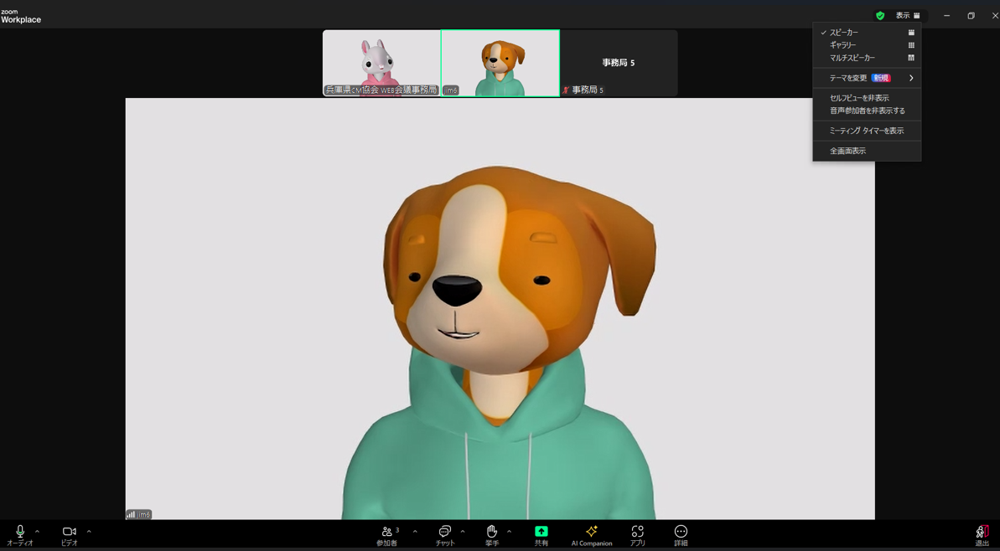 zoom
Workplace
表示
スピーカー
ギャラリー
マルチスピーカー
テーマを変更 新規
セルフビューを非表示
音声参加者を非表示する
ミーティング タイマーを表示
全画面表示
兵庫県CM協会 WEB会議事務局
jim6
事務局 5
事務局 5
jim6
オーディオ
ビデオ
3
参加者
チャット
挙手
共有
AI Companion
アプリ
詳細
退出